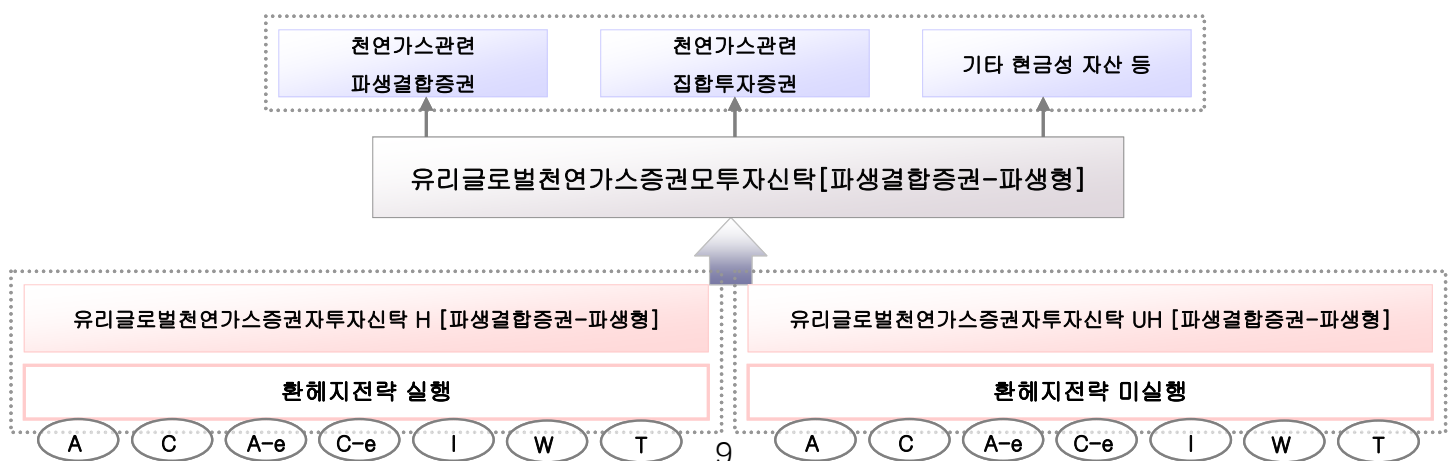 천연가스관련
파생결합증권
천연가스관련
집합투자증권
기타 현금성 자산 등
유리글로벌천연가스증권모투자신탁[파생결합증권-파생형]
유리글로벌천연가스증권자투자신탁 H [파생결합증권-파생형]
환헤지전략 실행
A C A-e C-e I W T
유리글로벌천연가스증권자투자신탁 UH [파생결합증권-파생형]
환헤지전략 미실행
A C A-e C-e I W T
9